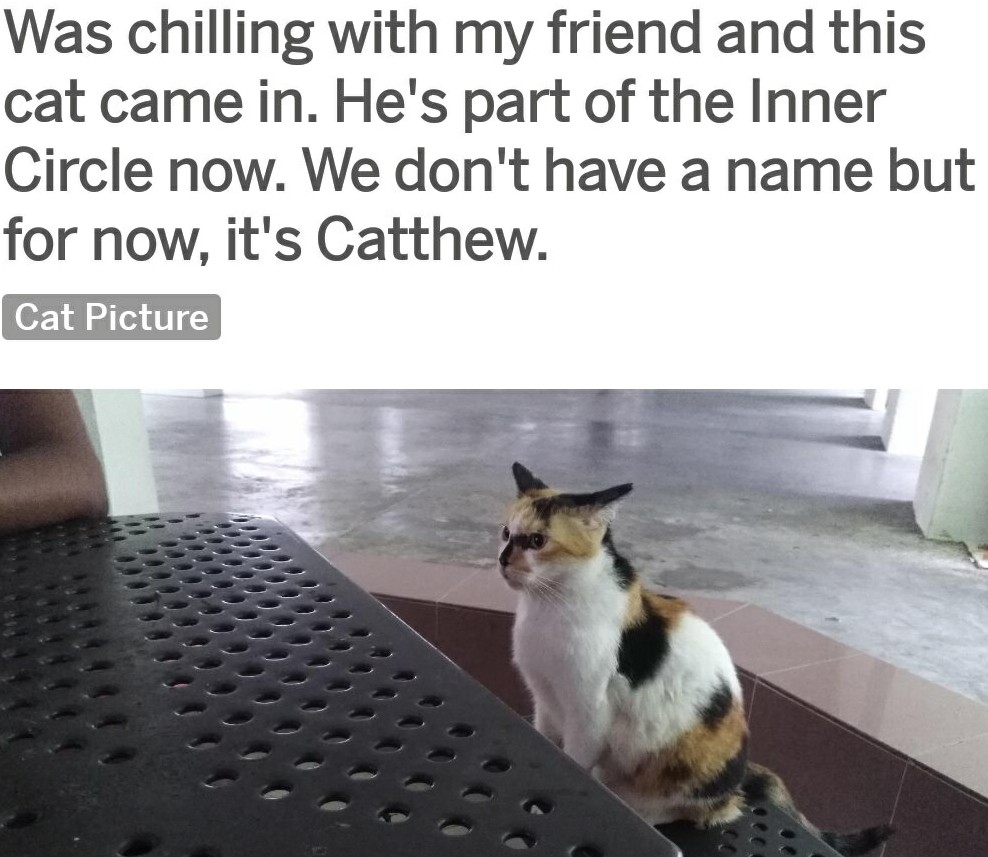 Was chilling with my friend and this
cat came in. He's part of the Inner
Circle now. We don't have a name but
for now, it's Catthew.
Cat Picture